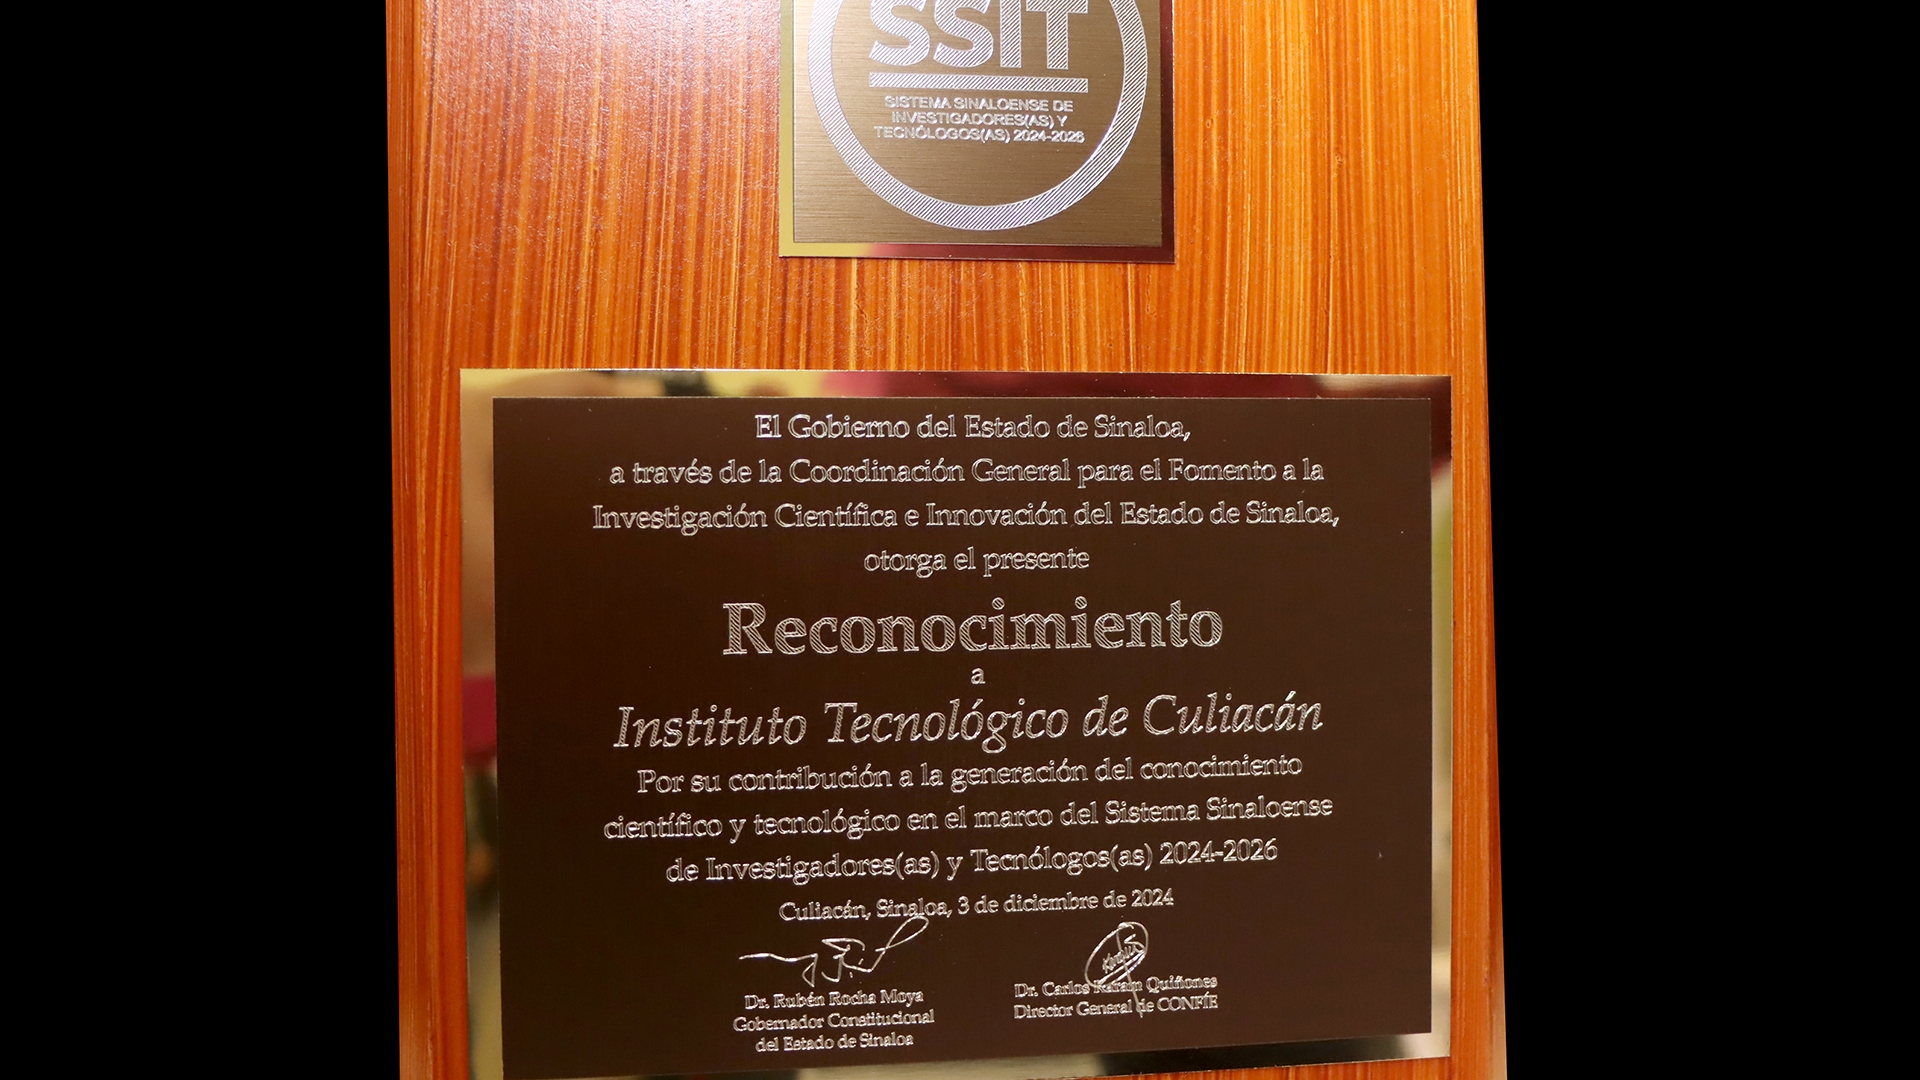 SSIT
SISTEMA SINALOENSE DE
INVESTIGADORES(AS) Y
TECNÓLOGOS(AS) 2024-2026
El Gobierno del Estado de Sinaloa,
a través de la Coordinación General para el Fomento a la
Investigación Científica e Innovación del Estado de Sinaloa,
otorga el presente
Reconocimiento
a
Instituto Tecnológico de Culiacán
Por su contribución a la generación del conocimiento
científico y tecnológico en el marco del Sistema Sinaloense
de Investigadores(as) y Tecnólogos(as) 2024-2026
Culiacán, Sinaloa, 3 de diciembre de 2024
Dr. Rubén Rocha Moya
Gobernador Constitucional
del Estado de Sinaloa
Dr. Carlos Karam Quiñones
Director General de CONFÍE